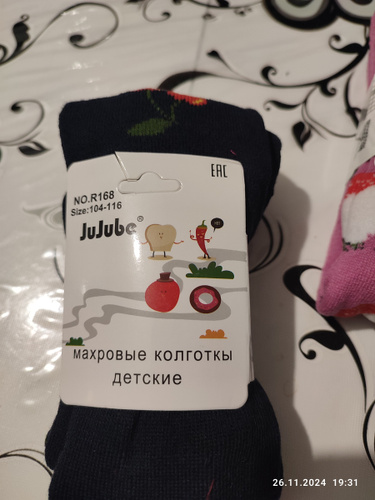 EAC
NO.R168
Size:104-116
JuJube®
махровые колготки
детские
26.11.2024 19:31